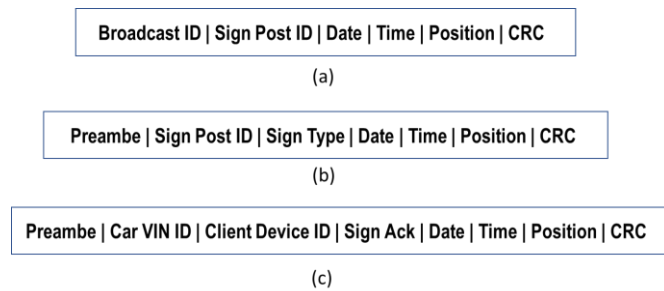 Broadcast ID | Sign Post ID | Date | Time | Position | CRC
(a)
Preambe | Sign Post ID | Sign Type | Date | Time | Position | CRC
(b)
Preambe | Car VIN ID | Client Device ID | Sign Ack | Date | Time | Position | CRC
(c)